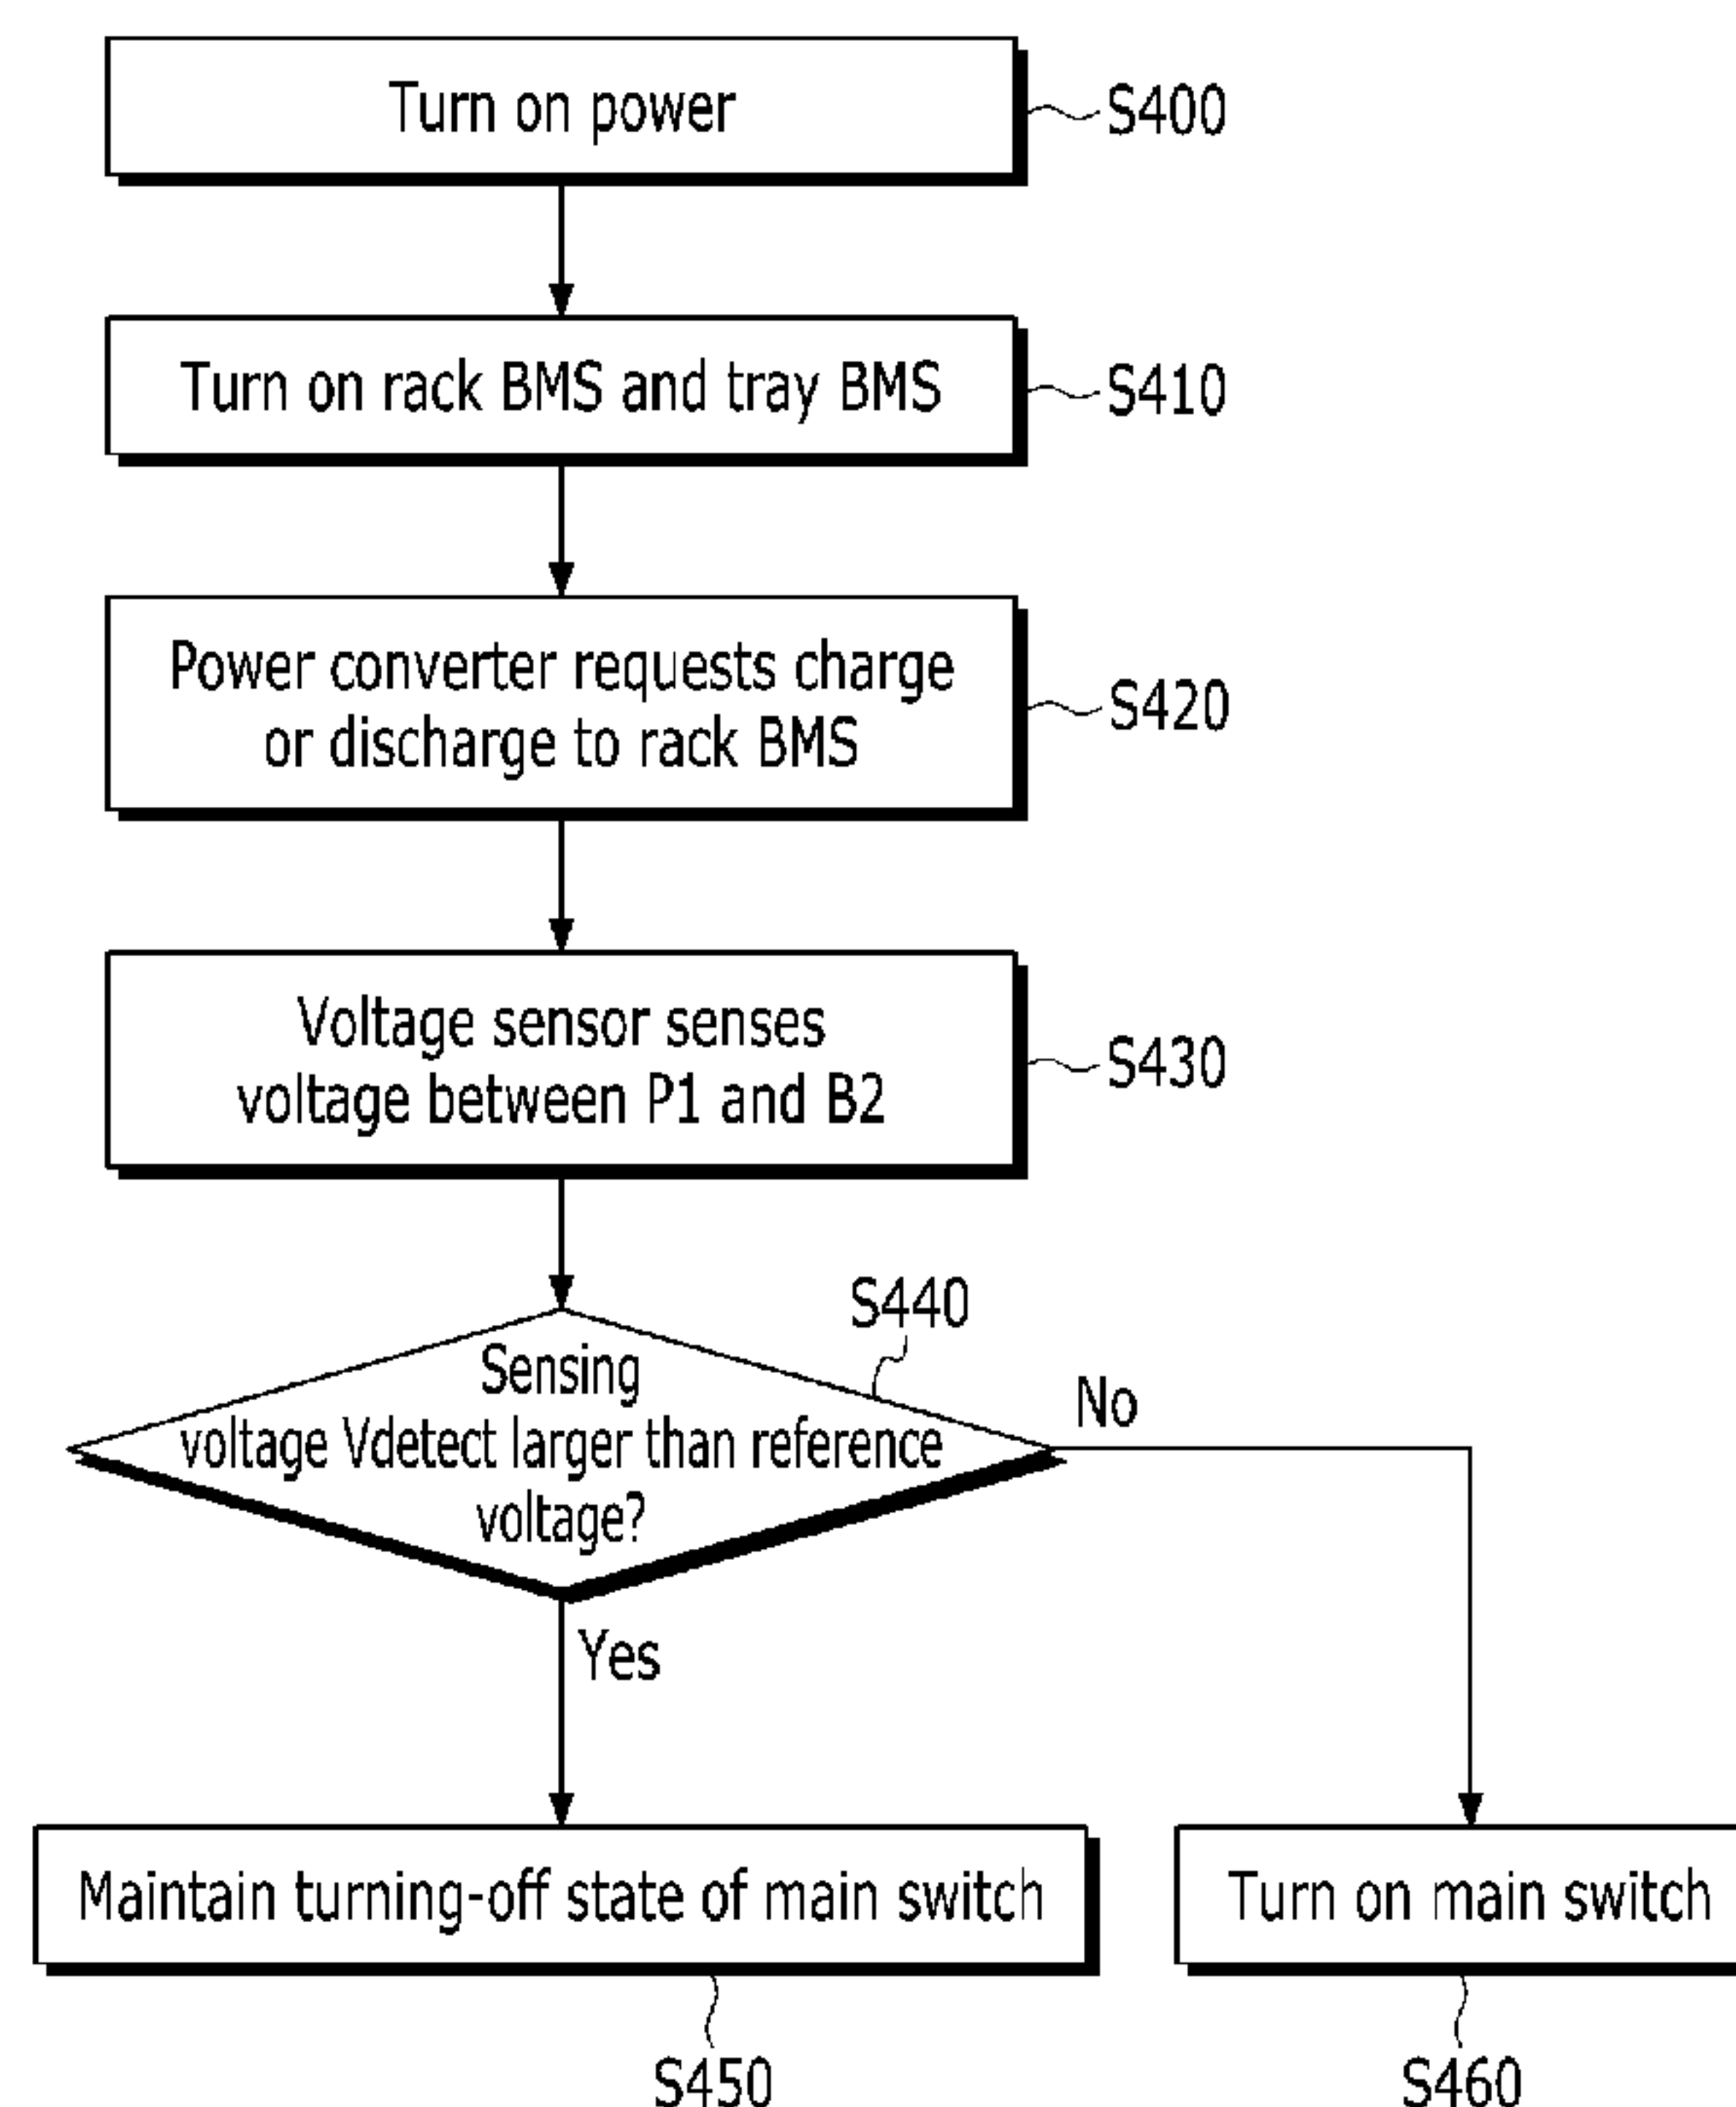 Turn on power
S400
Turn on rack BMS and tray BMS
S410
Power converter requests charge
or discharge to rack BMS
S420
Voltage sensor senses
voltage between P1 and B2
S430
S440
Sensing
voltage Vdetect larger than reference
voltage?
No
Yes
Maintain turning-off state of main switch
Turn on main switch
S450
S460